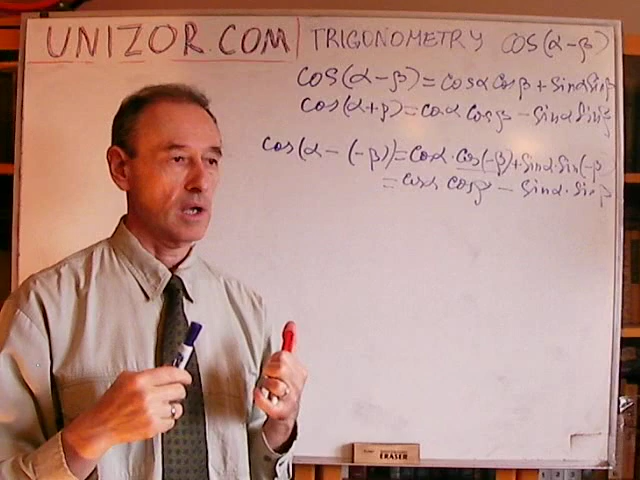 UNIZOR.COM | TRIGONOMETRY COS(α-β)
cos(α-β)=cosα cosβ+sinα sinβ
cos(α+β)=cosα cosβ-sinα sinβ
cos(α-(-β))=cosα·cos(-β)+sinα·sin(-β)
=cosα cosβ-sinα·sinβ
ERASER